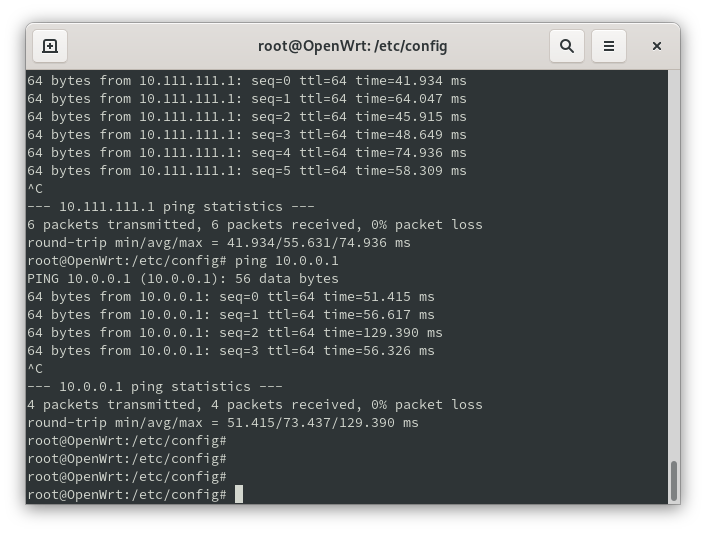 root@OpenWrt: /etc/config
64 bytes from 10.111.111.1: seq=0 ttl=64 time=41.934 ms
64 bytes from 10.111.111.1: seq=1 ttl=64 time=64.047 ms
64 bytes from 10.111.111.1: seq=2 ttl=64 time=45.915 ms
64 bytes from 10.111.111.1: seq=3 ttl=64 time=48.649 ms
64 bytes from 10.111.111.1: seq=4 ttl=64 time=74.936 ms
64 bytes from 10.111.111.1: seq=5 ttl=64 time=58.309 ms
^C
--- 10.111.111.1 ping statistics ---
6 packets transmitted, 6 packets received, 0% packet loss
round-trip min/avg/max = 41.934/55.631/74.936 ms
root@OpenWrt:/etc/config# ping 10.0.0.1
PING 10.0.0.1 (10.0.0.1): 56 data bytes
64 bytes from 10.0.0.1: seq=0 ttl=64 time=51.415 ms
64 bytes from 10.0.0.1: seq=1 ttl=64 time=56.617 ms
64 bytes from 10.0.0.1: seq=2 ttl=64 time=129.390 ms
64 bytes from 10.0.0.1: seq=3 ttl=64 time=56.326 ms
^C
--- 10.0.0.1 ping statistics ---
4 packets transmitted, 4 packets received, 0% packet loss
round-trip min/avg/max = 51.415/73.437/129.390 ms
root@OpenWrt:/etc/config#
root@OpenWrt:/etc/config#
root@OpenWrt:/etc/config#
root@OpenWrt:/etc/config#